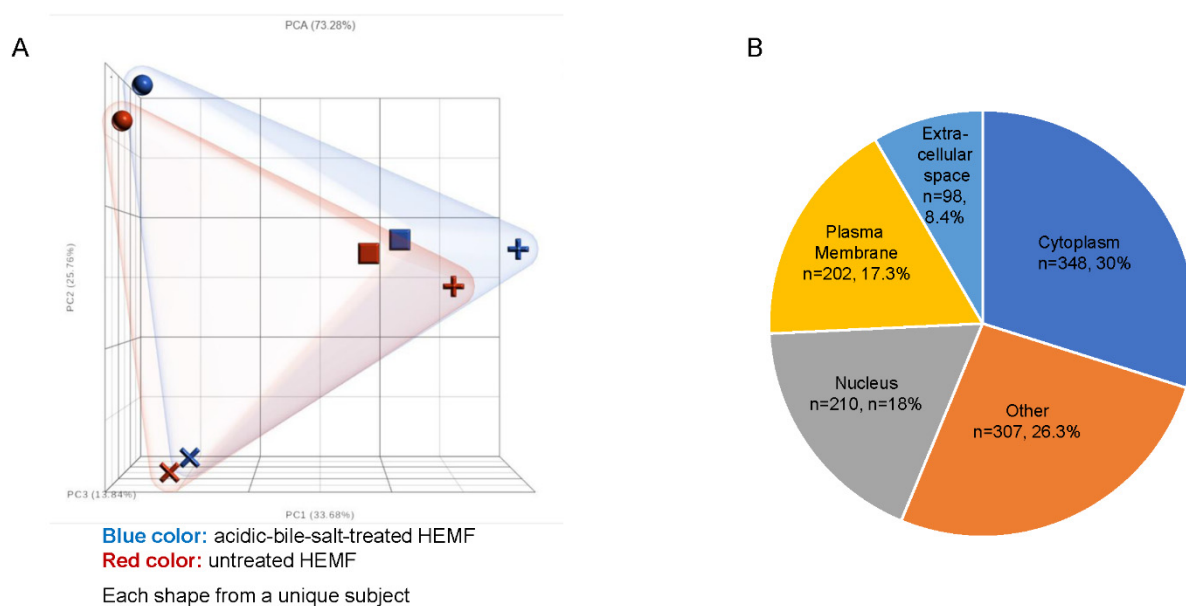 PCA (73.28%)
A
PC2 (25.76%)
PC3 (13.84%)
PC1 (33.68%)
Blue color: acidic-bile-salt-treated HEMF
Red color: untreated HEMF
Each shape from a unique subject
B
Extra-
cellular
space
n=98,
8.4%
Cytoplasm
n=348, 30%
Plasma
Membrane
n=202, 17.3%
Nucleus
n=210, n=18%
Other
n=307, 26.3%